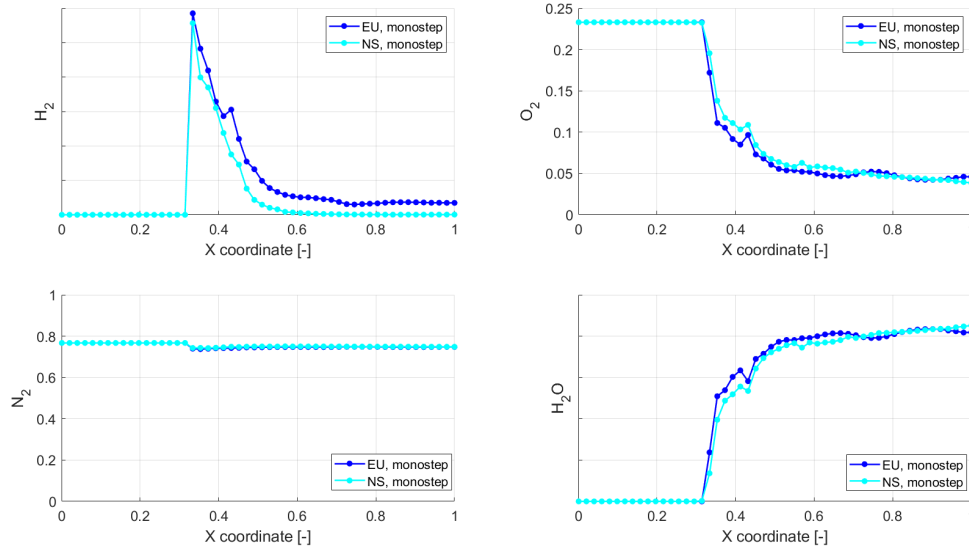 H2
EU, monostep
NS, monostep
0
0.2
0.4
0.6
0.8
1
X coordinate [-]
O2
0.25
0.2
0.15
0.1
0.05
0
EU, monostep
NS, monostep
0
0.2
0.4
0.6
0.8
X coordinate [-]
N2
1
0.8
0.6
0.4
0.2
0
EU, monostep
NS, monostep
0
0.2
0.4
0.6
0.8
1
X coordinate [-]
H2O
EU, monostep
NS, monostep
0
0.2
0.4
0.6
0.8
X coordinate [-]